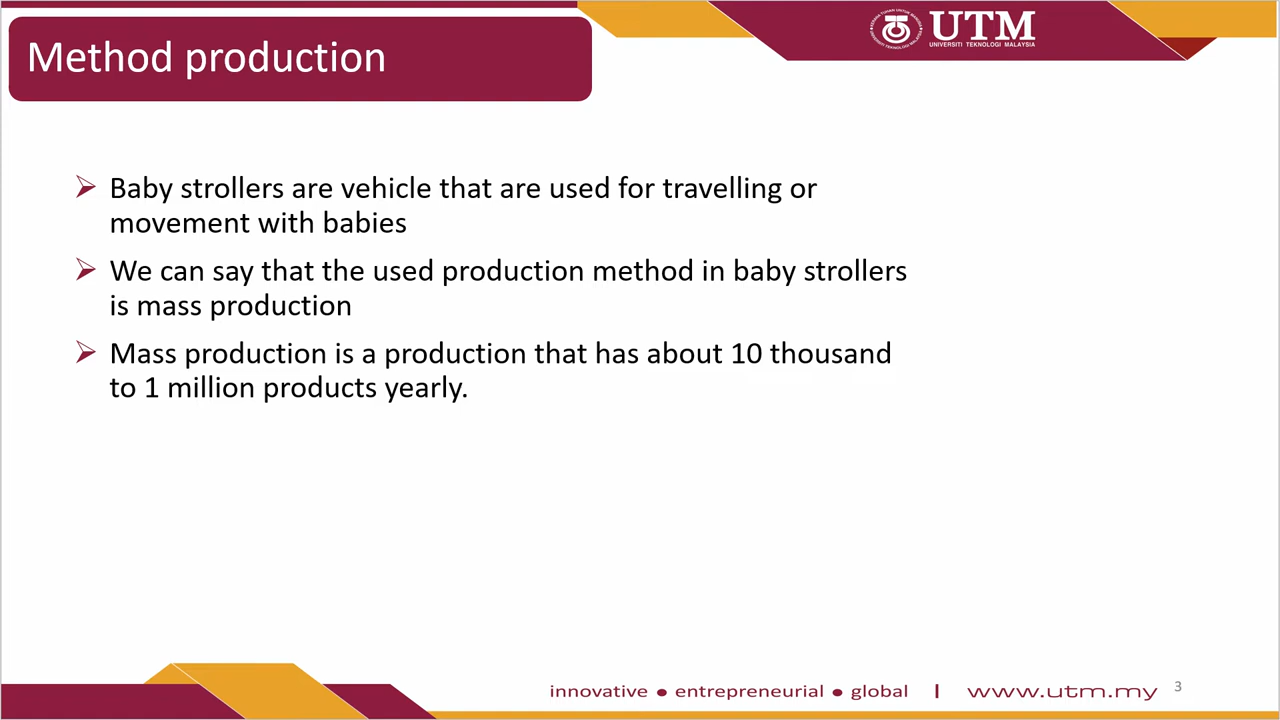 Method production
UTM
UNIVERSITI TEKNOLOGI MALAYSIA
Baby strollers are vehicle that are used for travelling or
movement with babies
We can say that the used production method in baby strollers
is mass production
Mass production is a production that has about 10 thousand
to 1 million products yearly.
innovative ● entrepreneurial ● global | www.utm.my
3